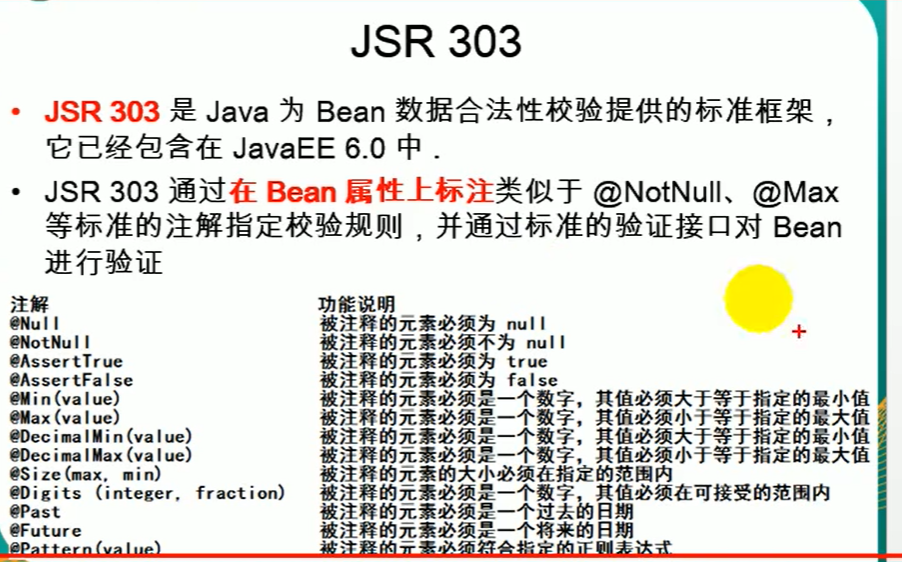 JSR 303
• JSR 303 是 Java 为 Bean 数据合法性校验提供的标准框架，
它已经包含在 JavaEE 6.0 中 .
• JSR 303 通过在 Bean 属性上标注类似于 @NotNull、@Max
等标准的注解指定校验规则，并通过标准的验证接口对 Bean
进行验证
注解 功能说明
@Null 被注释的元素必须为 null
@NotNull 被注释的元素必须不为 null
@AssertTrue 被注释的元素必须为 true
@AssertFalse 被注释的元素必须为 false
@Min(value) 被注释的元素必须是一个数字，其值必须大于等于指定的最小值
@Max(value) 被注释的元素必须是一个数字，其值必须小于等于指定的最大值
@DecimalMin(value) 被注释的元素必须是一个数字，其值必须大于等于指定的最小值
@DecimalMax(value) 被注释的元素必须是一个数字，其值必须小于等于指定的最大值
@Size(max, min) 被注释的元素的大小必须在指定的范围内
@Digits (integer, fraction) 被注释的元素必须是一个数字，其值必须在可接受的范围内
@Past 被注释的元素必须是一个过去的日期
@Future 被注释的元素必须是一个将来的日期
@Pattern(value) 被注释的元素必须符合指定的正则表达式